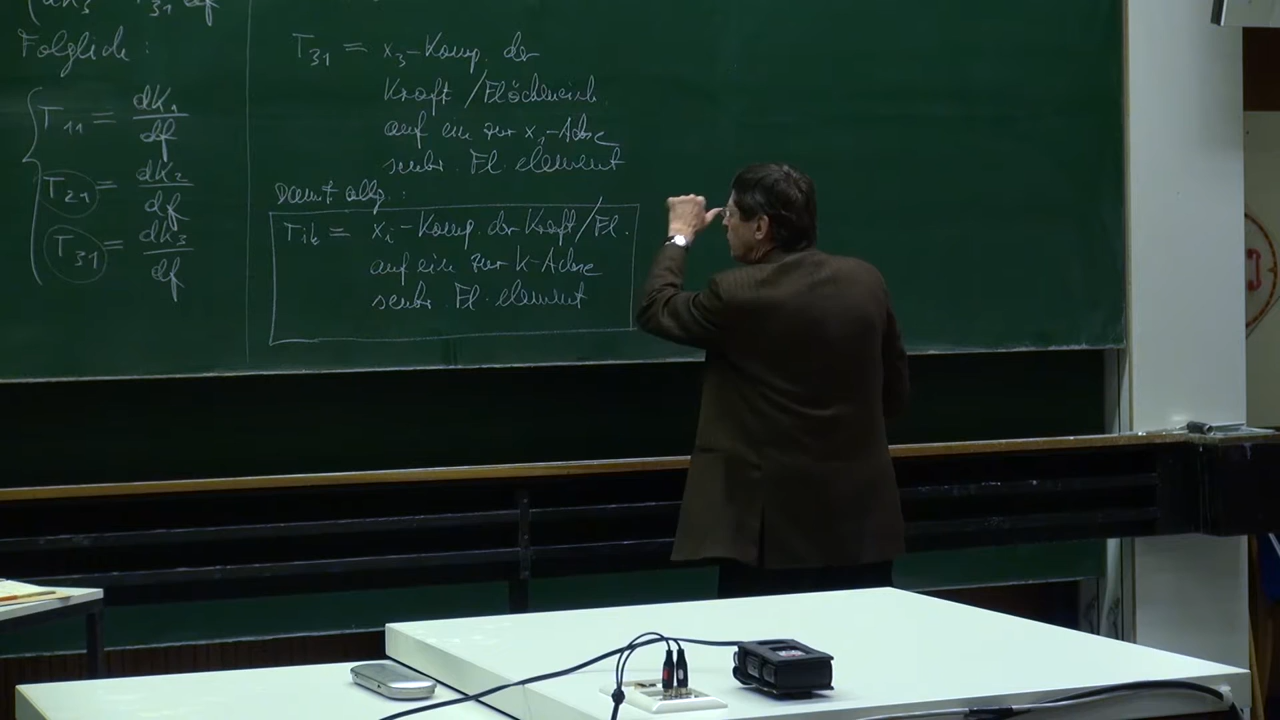 T₃₁ df
Folglich:
T₁₁ = dK₁/df
T₂₁ = dK₂/df
T₃₁ = dK₃/df
T₃₁ = x₃-Komp. der
Kraft/Flächeneinh.
auf ein zur x₁-Achse
senkr. Fl. element
Damit allg.:
Tᵢₖ = xᵢ-Komp. der Kraft/Fl.
auf ein zur k-Achse
senkr. Fl. element